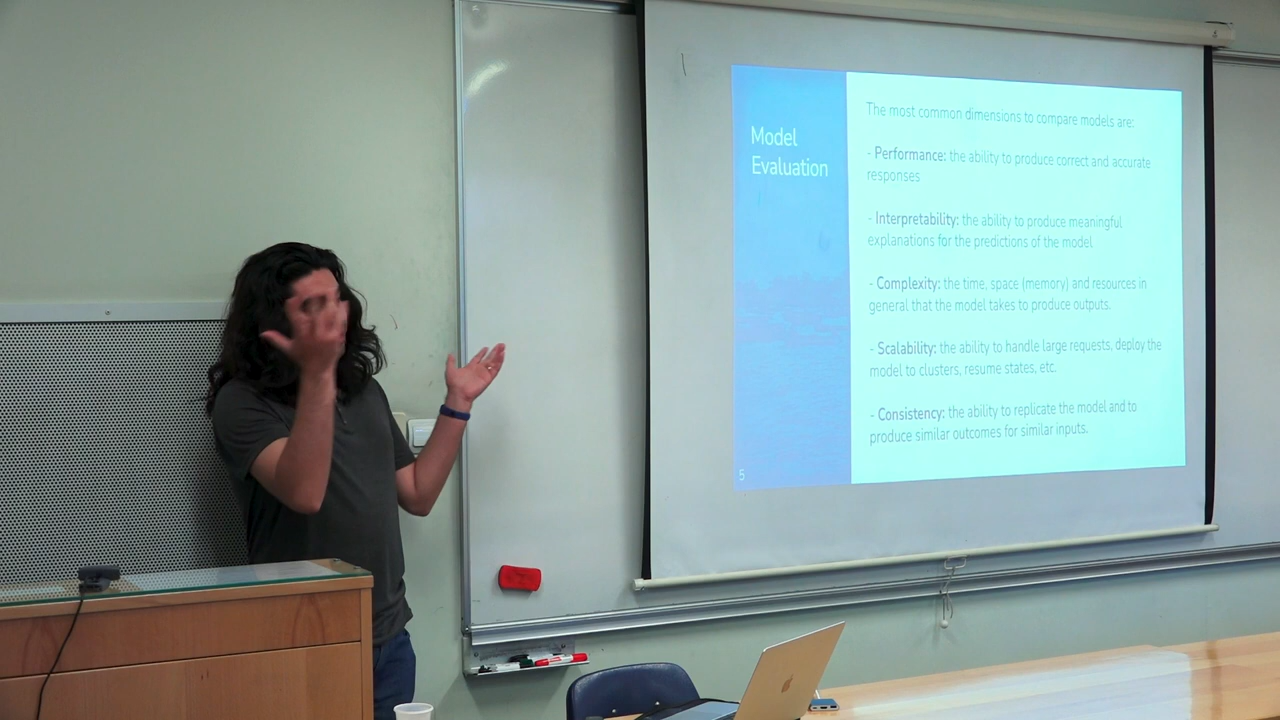 Model
Evaluation
5
The most common dimensions to compare models are:
- Performance: the ability to produce correct and accurate
responses
- Interpretability: the ability to produce meaningful
explanations for the predictions of the model
- Complexity: the time, space (memory) and resources in
general that the model takes to produce outputs.
- Scalability: the ability to handle large requests, deploy the
model to clusters, resume states, etc.
- Consistency: the ability to replicate the model and to
produce similar outcomes for similar inputs.